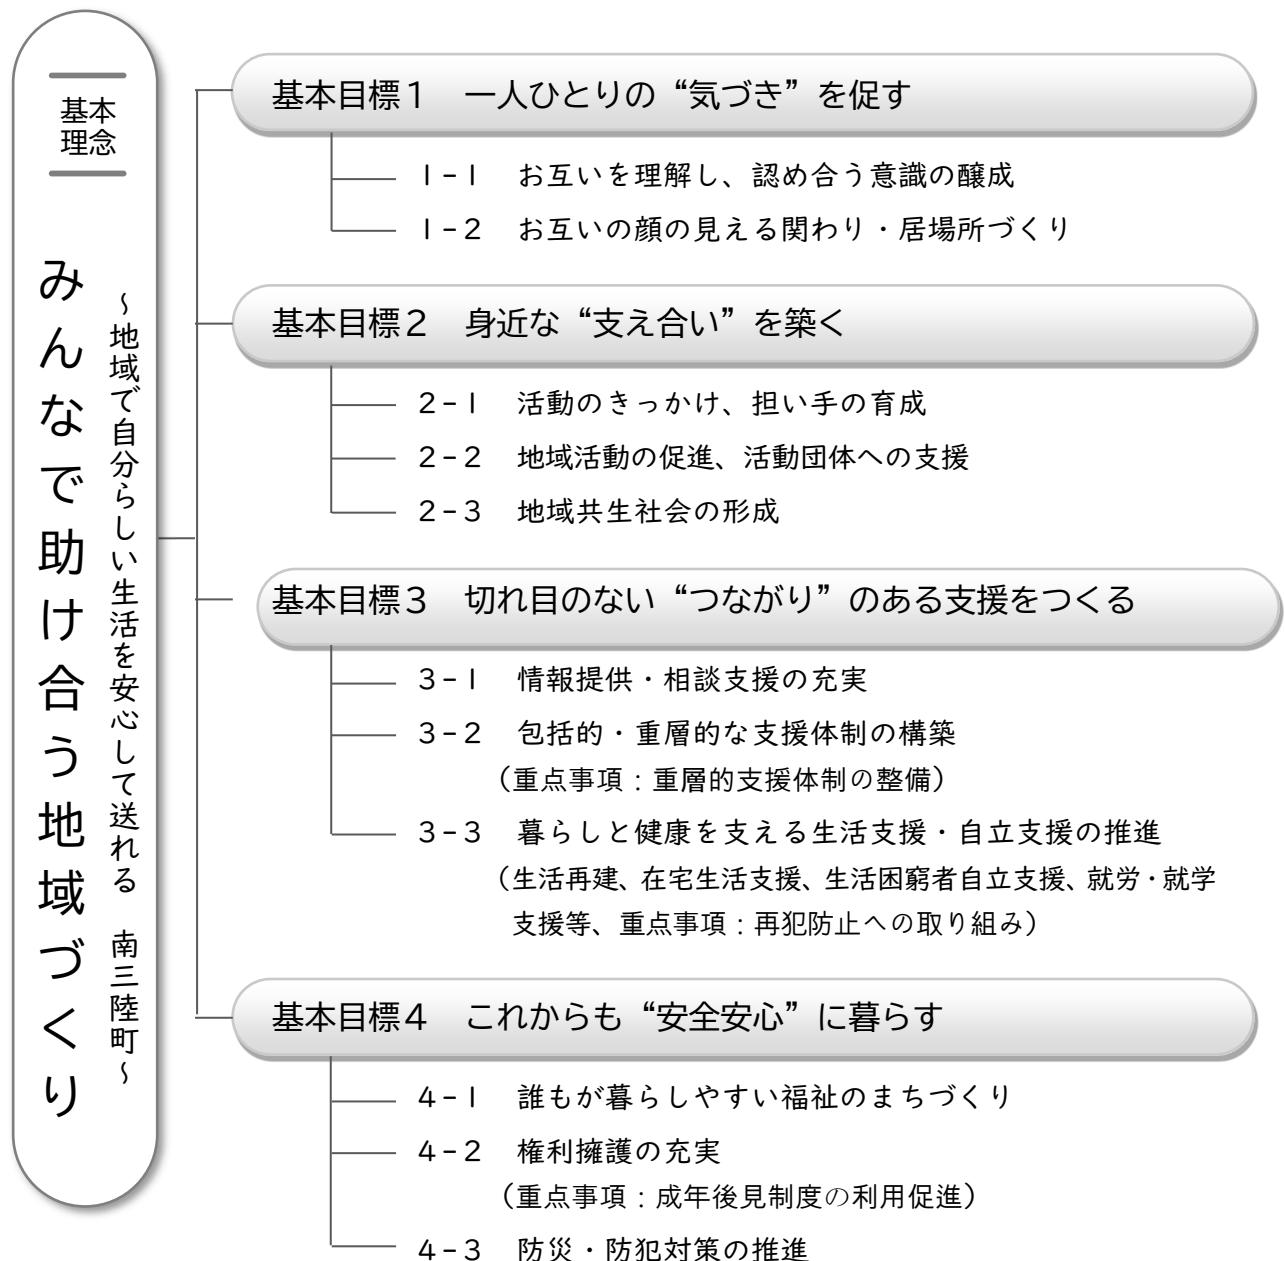 基本
理念
みんなで助け合う地域づくり
～地域で自分らしい生活を安心して送れる　南三陸町～
基本目標１　一人ひとりの“気づき”を促す
１－１　お互いを理解し、認め合う意識の醸成
１－２　お互いの顔の見える関わり・居場所づくり
基本目標２　身近な“支え合い”を築く
２－１　活動のきっかけ、担い手の育成
２－２　地域活動の促進、活動団体への支援
２－３　地域共生社会の形成
基本目標３　切れ目のない“つながり”のある支援をつくる
３－１　情報提供・相談支援の充実
３－２　包括的・重層的な支援体制の構築
（重点事項：重層的支援体制の整備）
３－３　暮らしと健康を支える生活支援・自立支援の推進
（生活再建、在宅生活支援、生活困窮者自立支援、就労・就学
支援等、重点事項：再犯防止への取り組み）
基本目標４　これからも“安全安心”に暮らす
４－１　誰もが暮らしやすい福祉のまちづくり
４－２　権利擁護の充実
（重点事項：成年後見制度の利用促進）
４－３　防災・防犯対策の推進